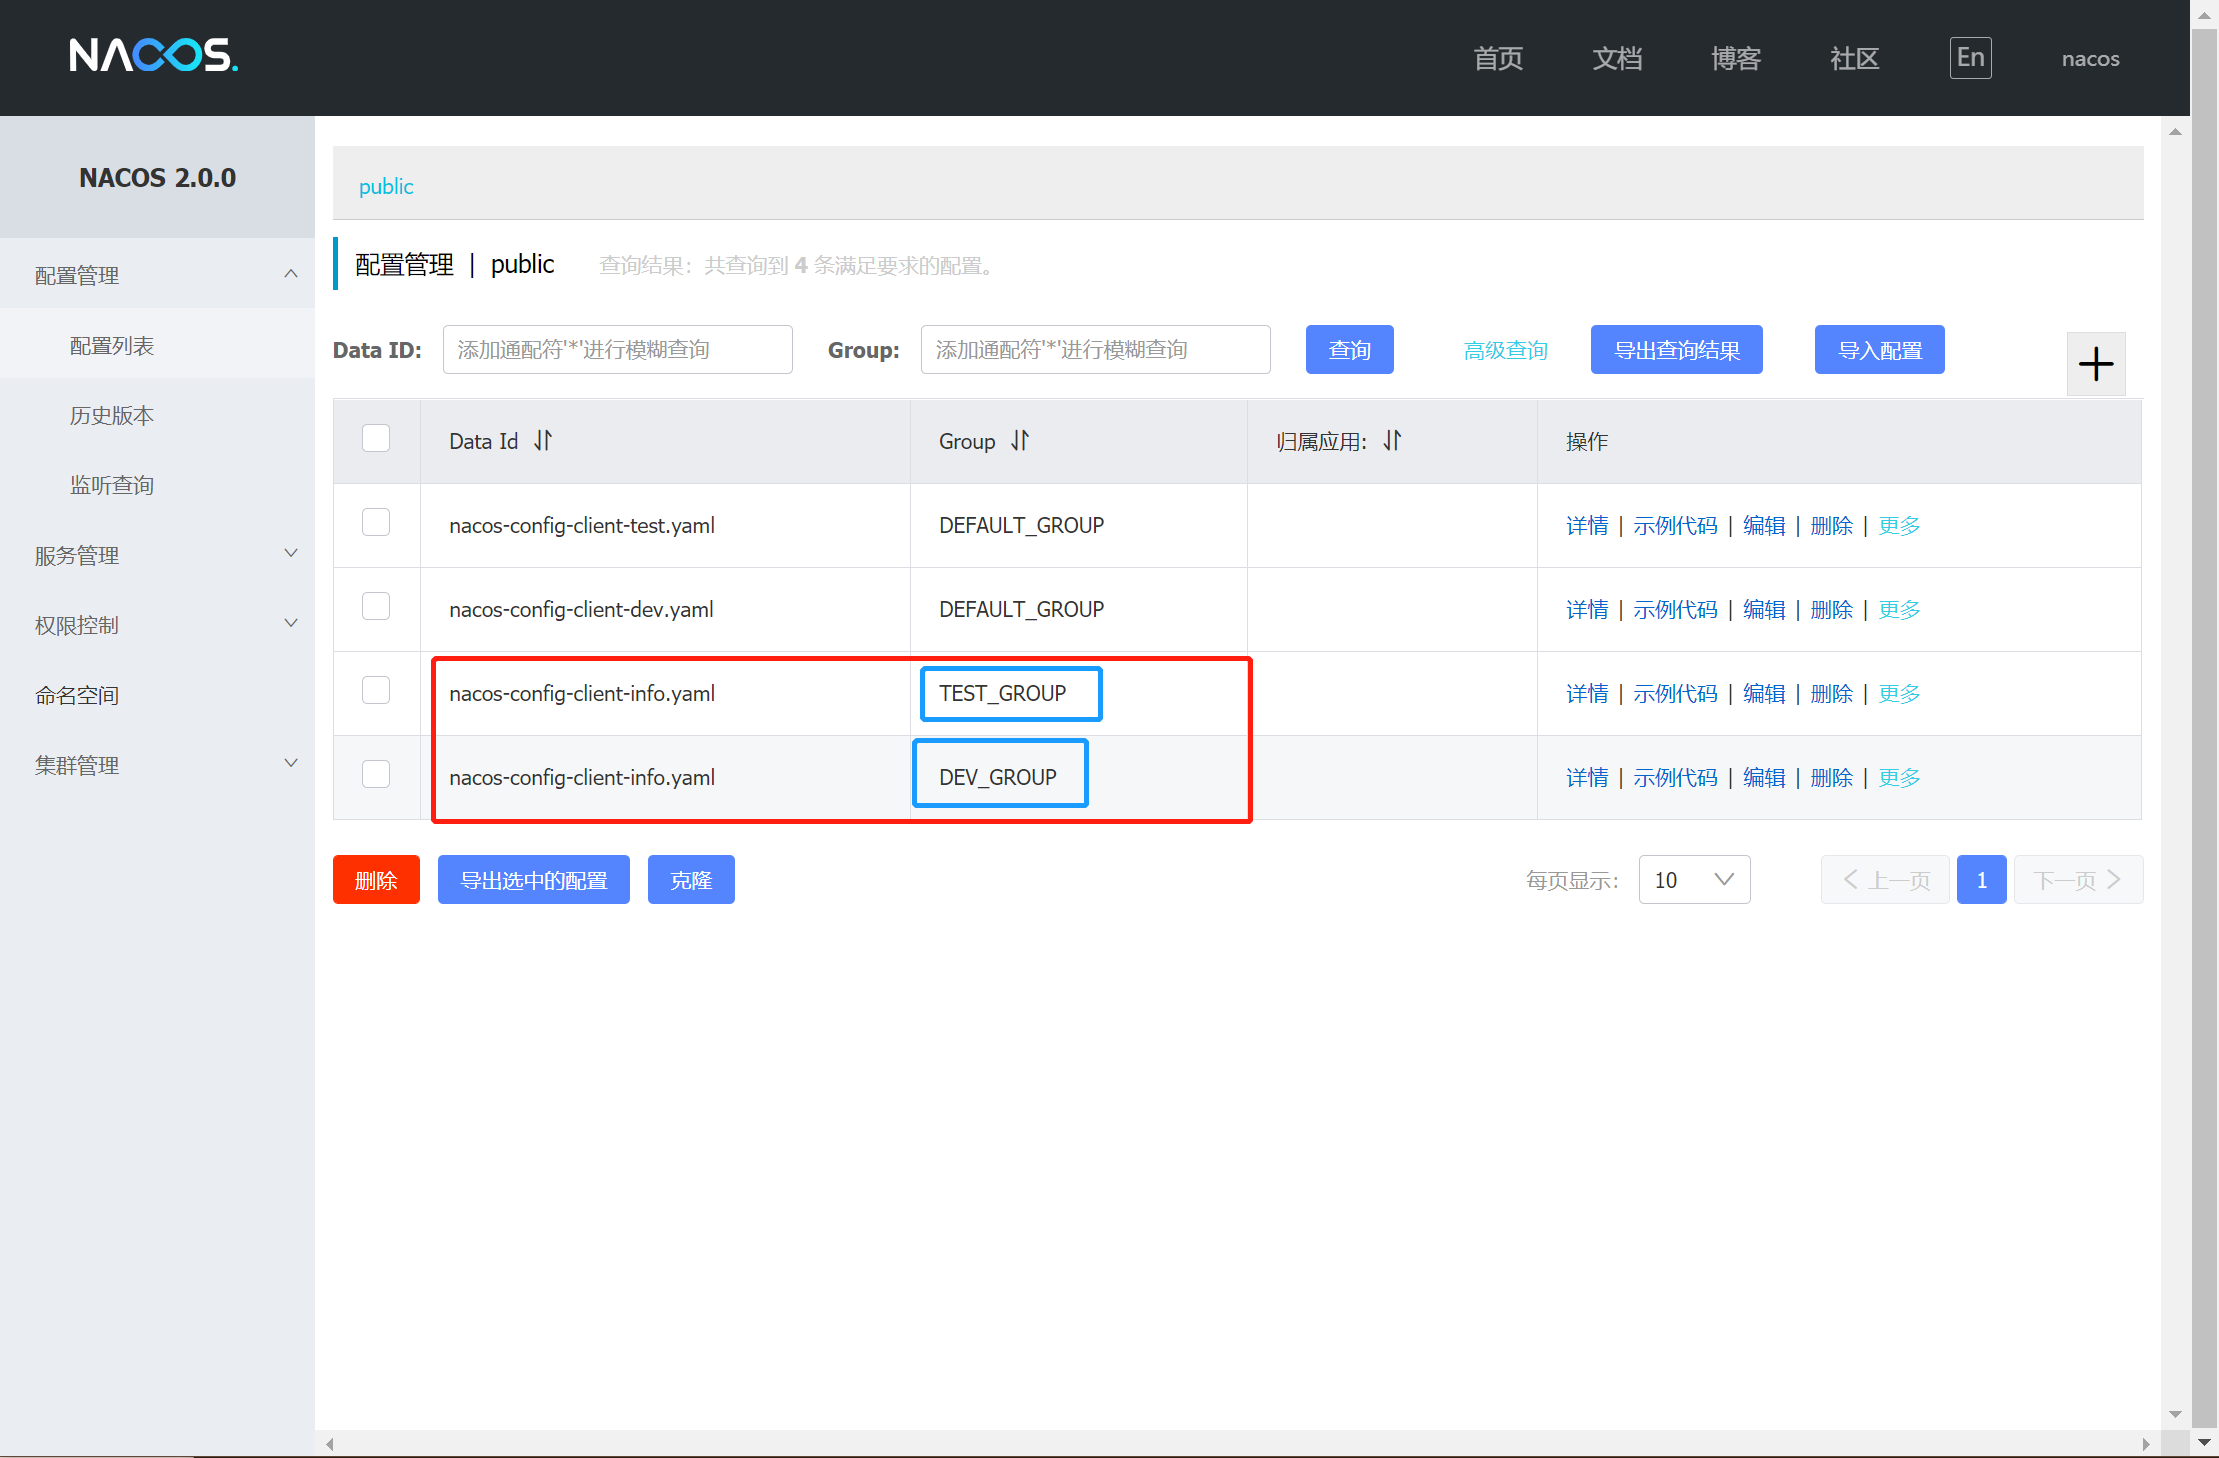 NACOS.
首页 文档 博客 社区 En nacos
NACOS 2.0.0
配置管理
配置列表
历史版本
监听查询
服务管理
权限控制
命名空间
集群管理
public
配置管理 | public 查询结果：共查询到 4 条满足要求的配置。
Data ID: 添加通配符'*'进行模糊查询 Group: 添加通配符'*'进行模糊查询 查询 高级查询 导出查询结果 导入配置
Data Id Group 归属应用: 操作
nacos-config-client-test.yaml DEFAULT_GROUP 详情 | 示例代码 | 编辑 | 删除 | 更多
nacos-config-client-dev.yaml DEFAULT_GROUP 详情 | 示例代码 | 编辑 | 删除 | 更多
nacos-config-client-info.yaml TEST_GROUP 详情 | 示例代码 | 编辑 | 删除 | 更多
nacos-config-client-info.yaml DEV_GROUP 详情 | 示例代码 | 编辑 | 删除 | 更多
删除 导出选中的配置 克隆 每页显示: 10 上一页 1 下一页